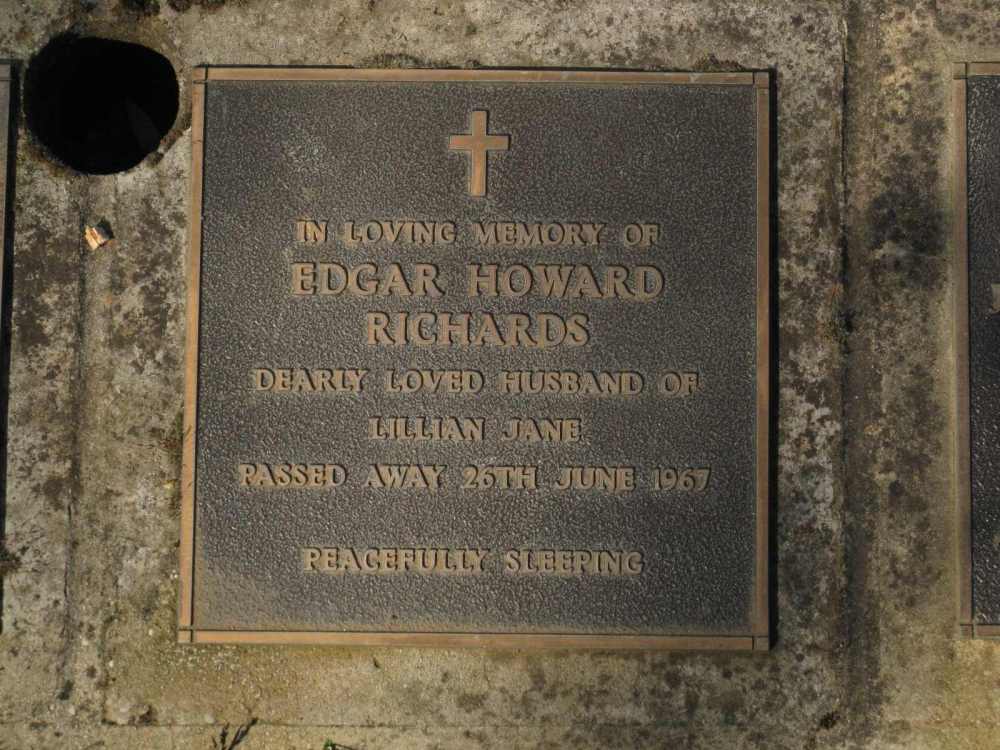 IN LOVING MEMORY OF
EDGAR HOWARD
RICHARDS
DEARLY LOVED HUSBAND OF
LILLIAN JANE
PASSED AWAY 26TH JUNE 1967
PEACEFULLY SLEEPING